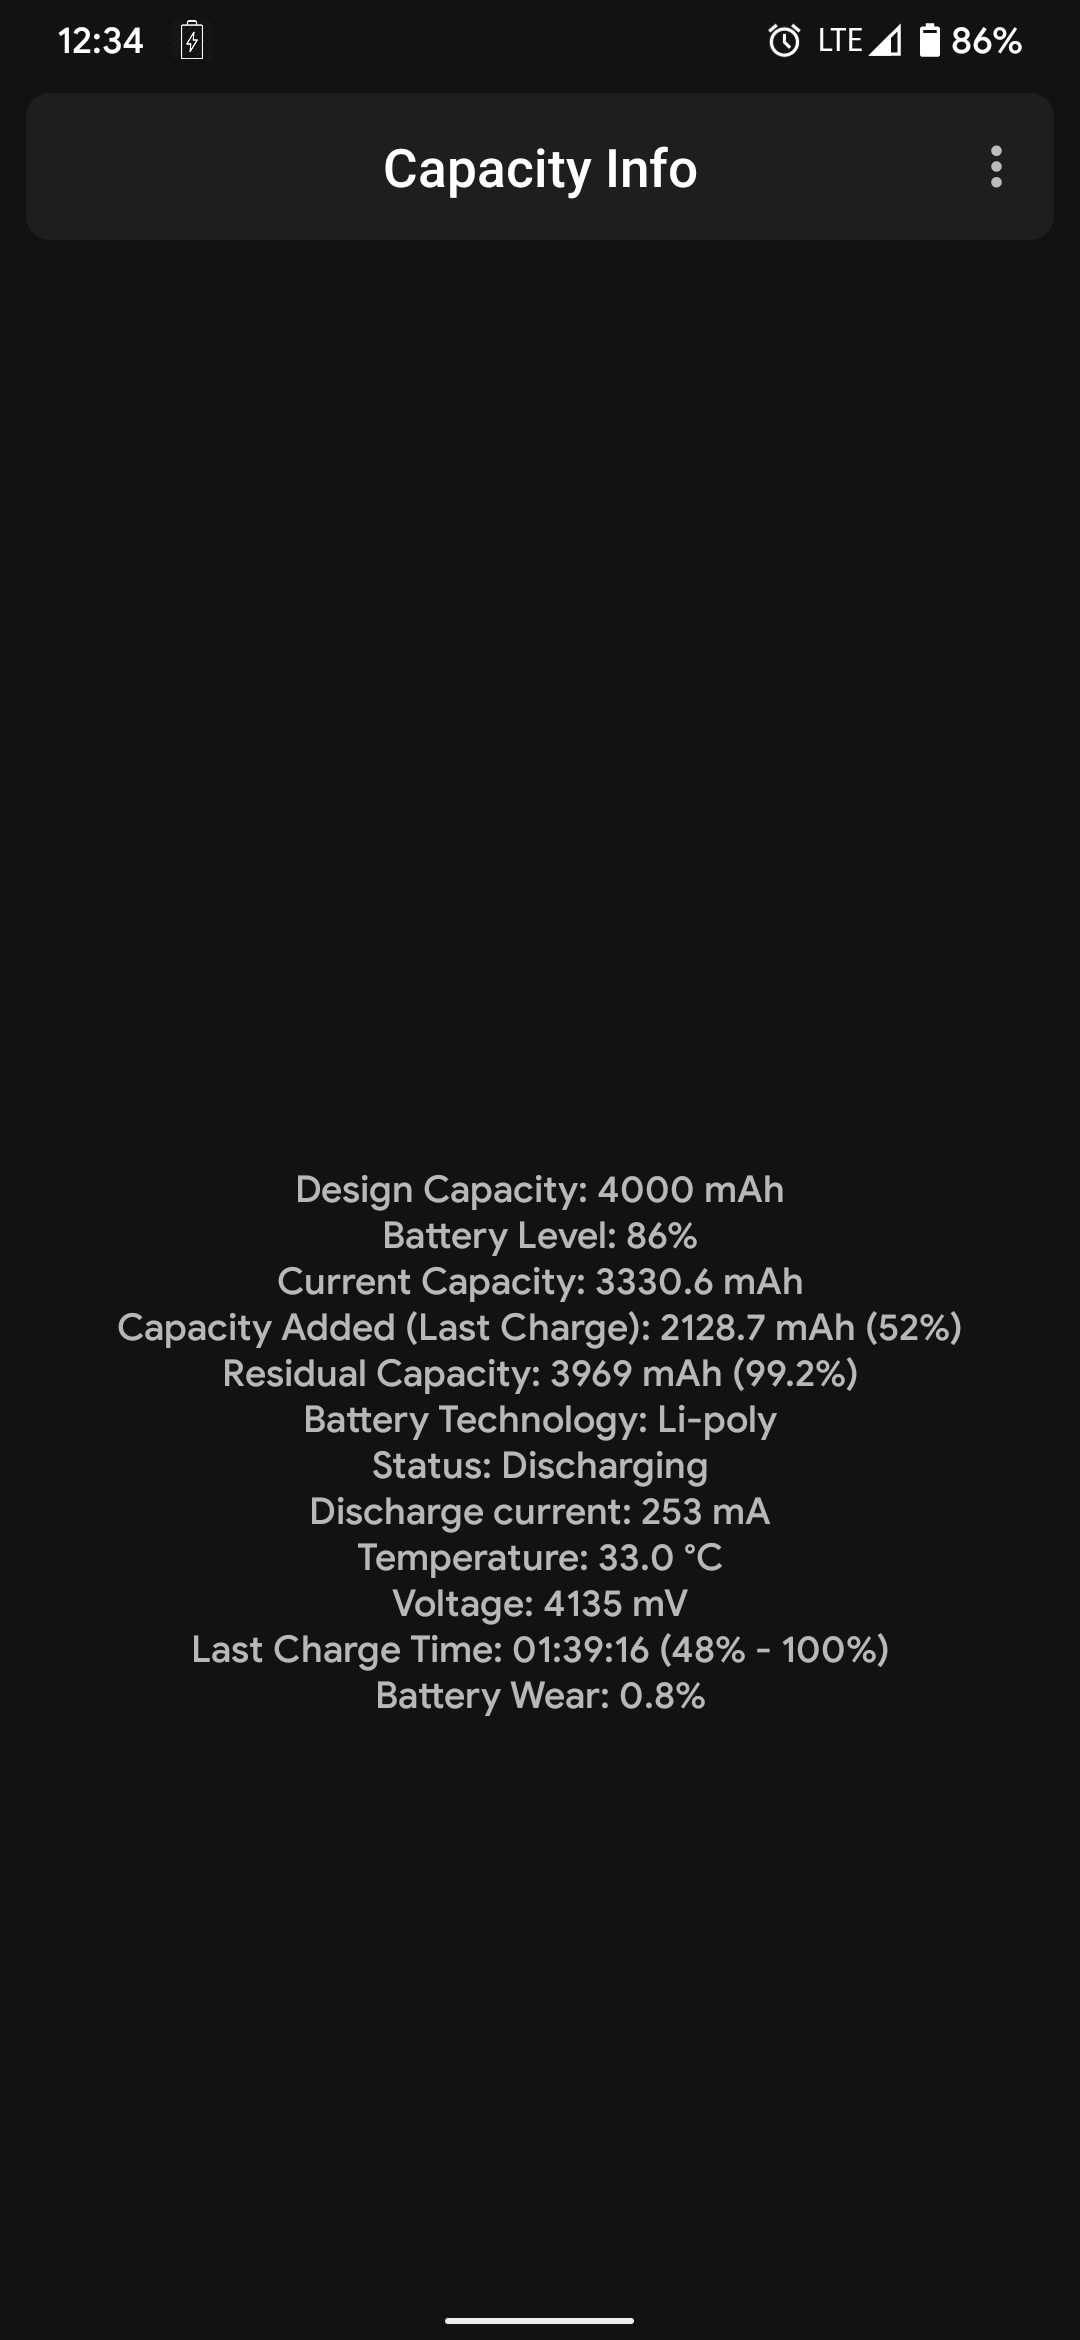 12:34 LTE 86%
Capacity Info
Design Capacity: 4000 mAh
Battery Level: 86%
Current Capacity: 3330.6 mAh
Capacity Added (Last Charge): 2128.7 mAh (52%)
Residual Capacity: 3969 mAh (99.2%)
Battery Technology: Li-poly
Status: Discharging
Discharge current: 253 mA
Temperature: 33.0 °C
Voltage: 4135 mV
Last Charge Time: 01:39:16 (48% - 100%)
Battery Wear: 0.8%